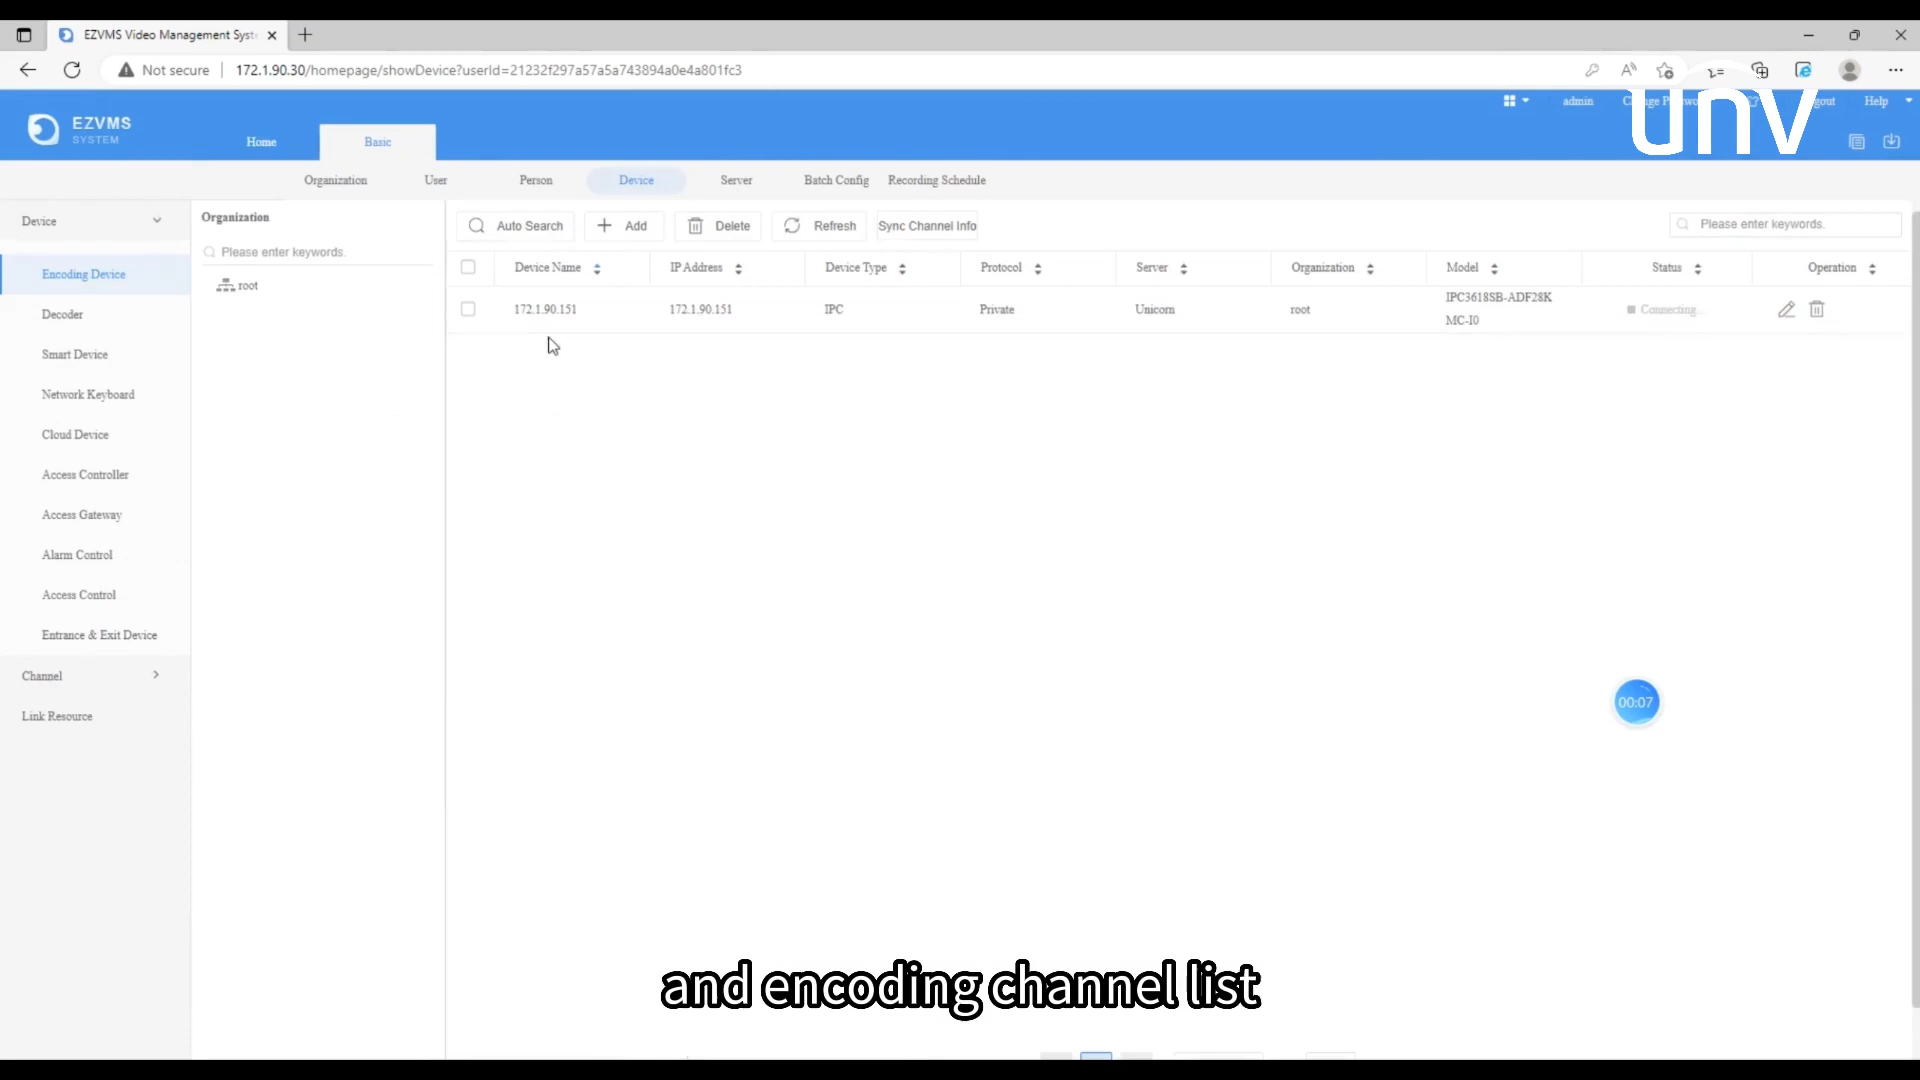 EZVMS Video Management Syst
Not secure
172.1.90.30/homepage/showDevice?userId=21232f297a57a5a743894a0e4a801fc3
unv
admin
Help
EZVMS
SYSTEM
Home
Basic
Organization
User
Person
Device
Server
Batch Config
Recording Schedule
Device
Encoding Device
Decoder
Smart Device
Network Keyboard
Cloud Device
Access Controller
Access Gateway
Alarm Control
Access Control
Entrance & Exit Device
Channel
Link Resource
Organization
Please enter keywords.
root
Auto Search
Add
Delete
Refresh
Sync Channel Info
Please enter keywords.
Device Name
IP Address
Device Type
Protocol
Server
Organization
Model
Status
Operation
172.1.90.151
172.1.90.151
IPC
Private
Unicorn
root
IPC3618SB-ADF28K
MC-I0
Connecting...
00:07
and encoding channel list